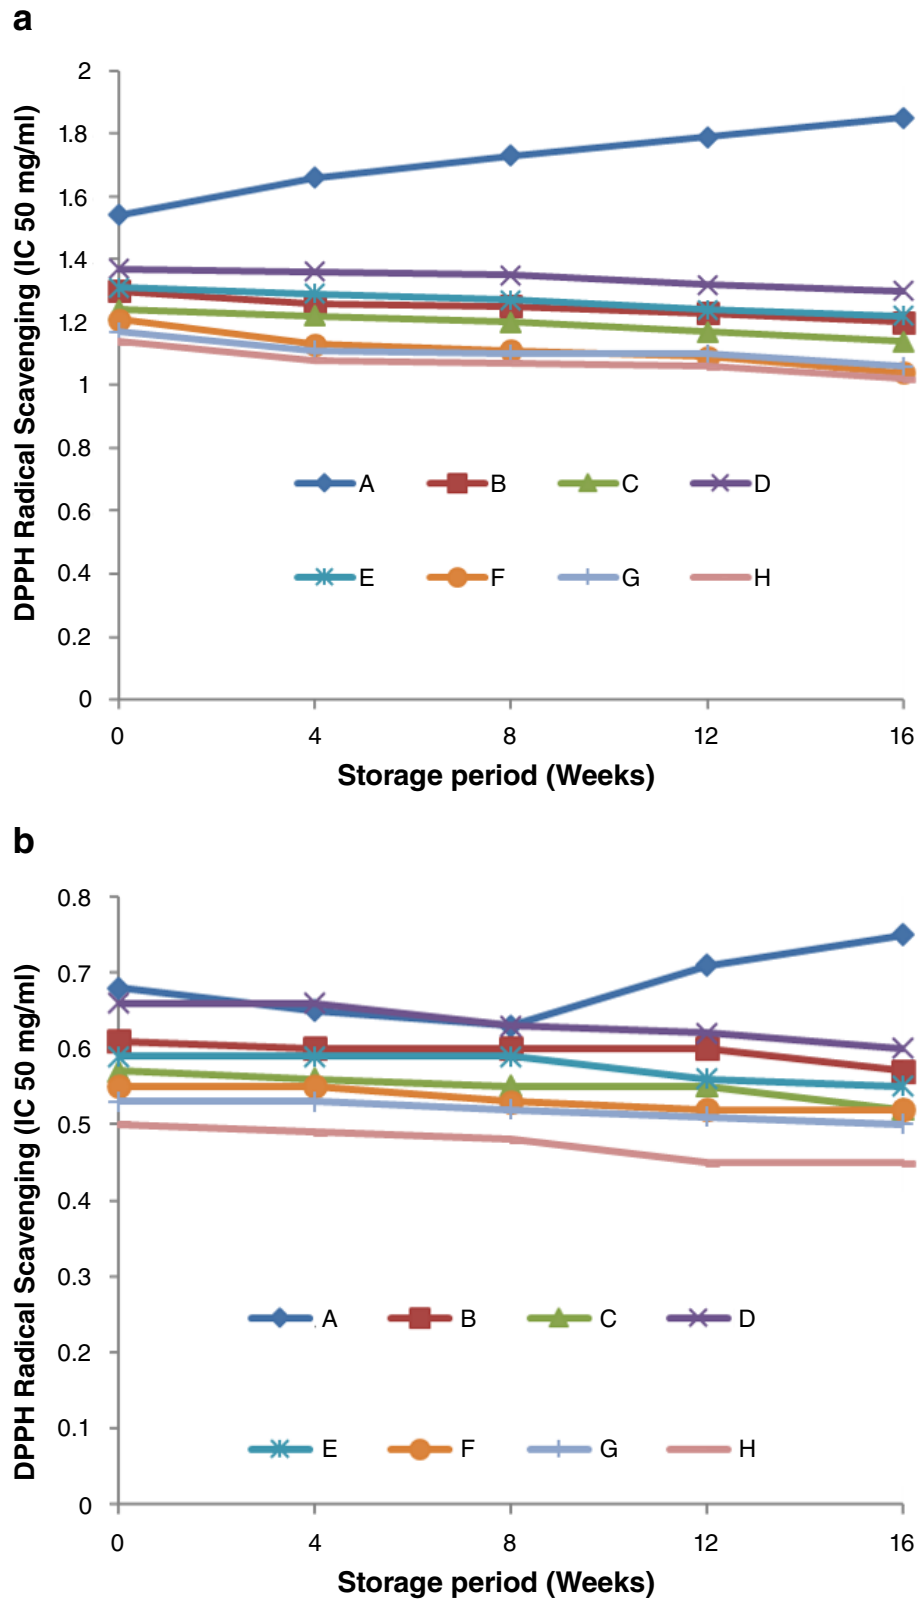 a
DPPH Radical Scavenging (IC 50 mg/ml)
2
1.8
1.6
1.4
1.2
1
0.8
0.6
0.4
0.2
0
A B C D
E F G H
0 4 8 12 16
Storage period (Weeks)
b
DPPH Radical Scavenging (IC 50 mg/ml)
0.8
0.7
0.6
0.5
0.4
0.3
0.2
0.1
0
A B C D
E F G H
0 4 8 12 16
Storage period (Weeks)